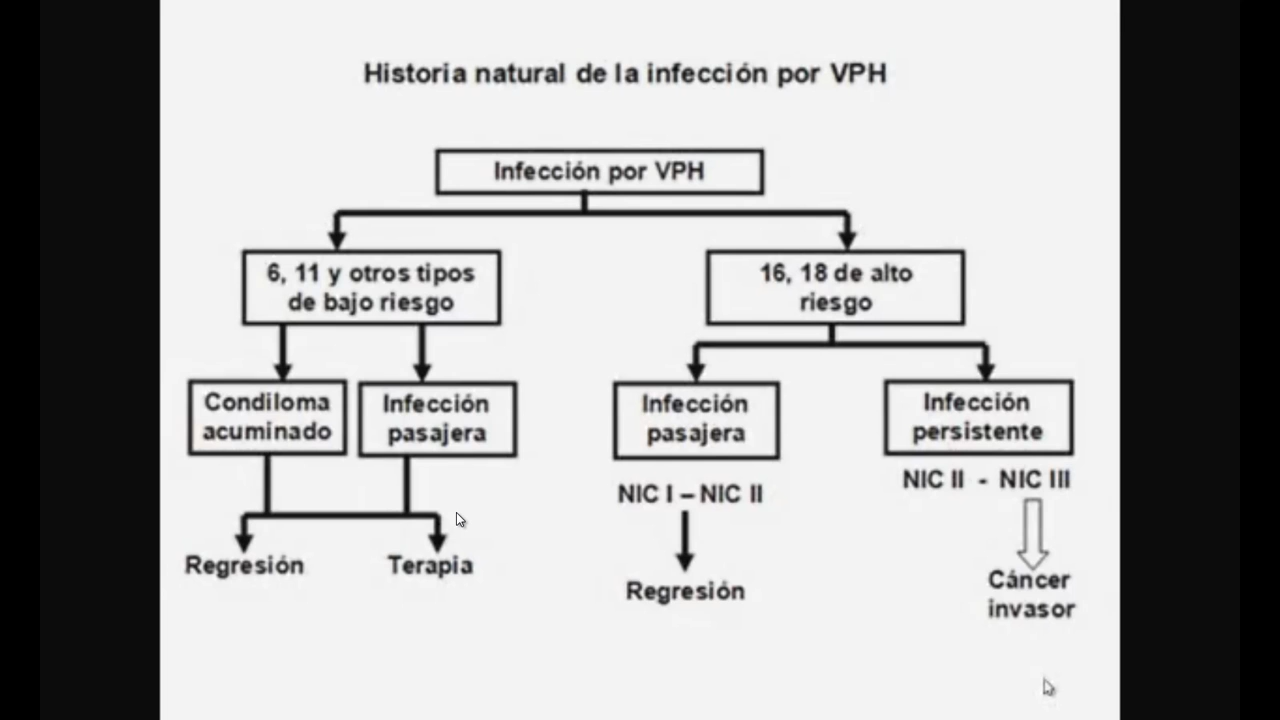 Historia natural de la infección por VPH
Infección por VPH
6, 11 y otros tipos
de bajo riesgo
16, 18 de alto
riesgo
Condiloma
acuminado
Infección
pasajera
Infección
pasajera
Infección
persistente
NIC I – NIC II
NIC II - NIC III
Regresión
Terapia
Regresión
Cáncer
invasor